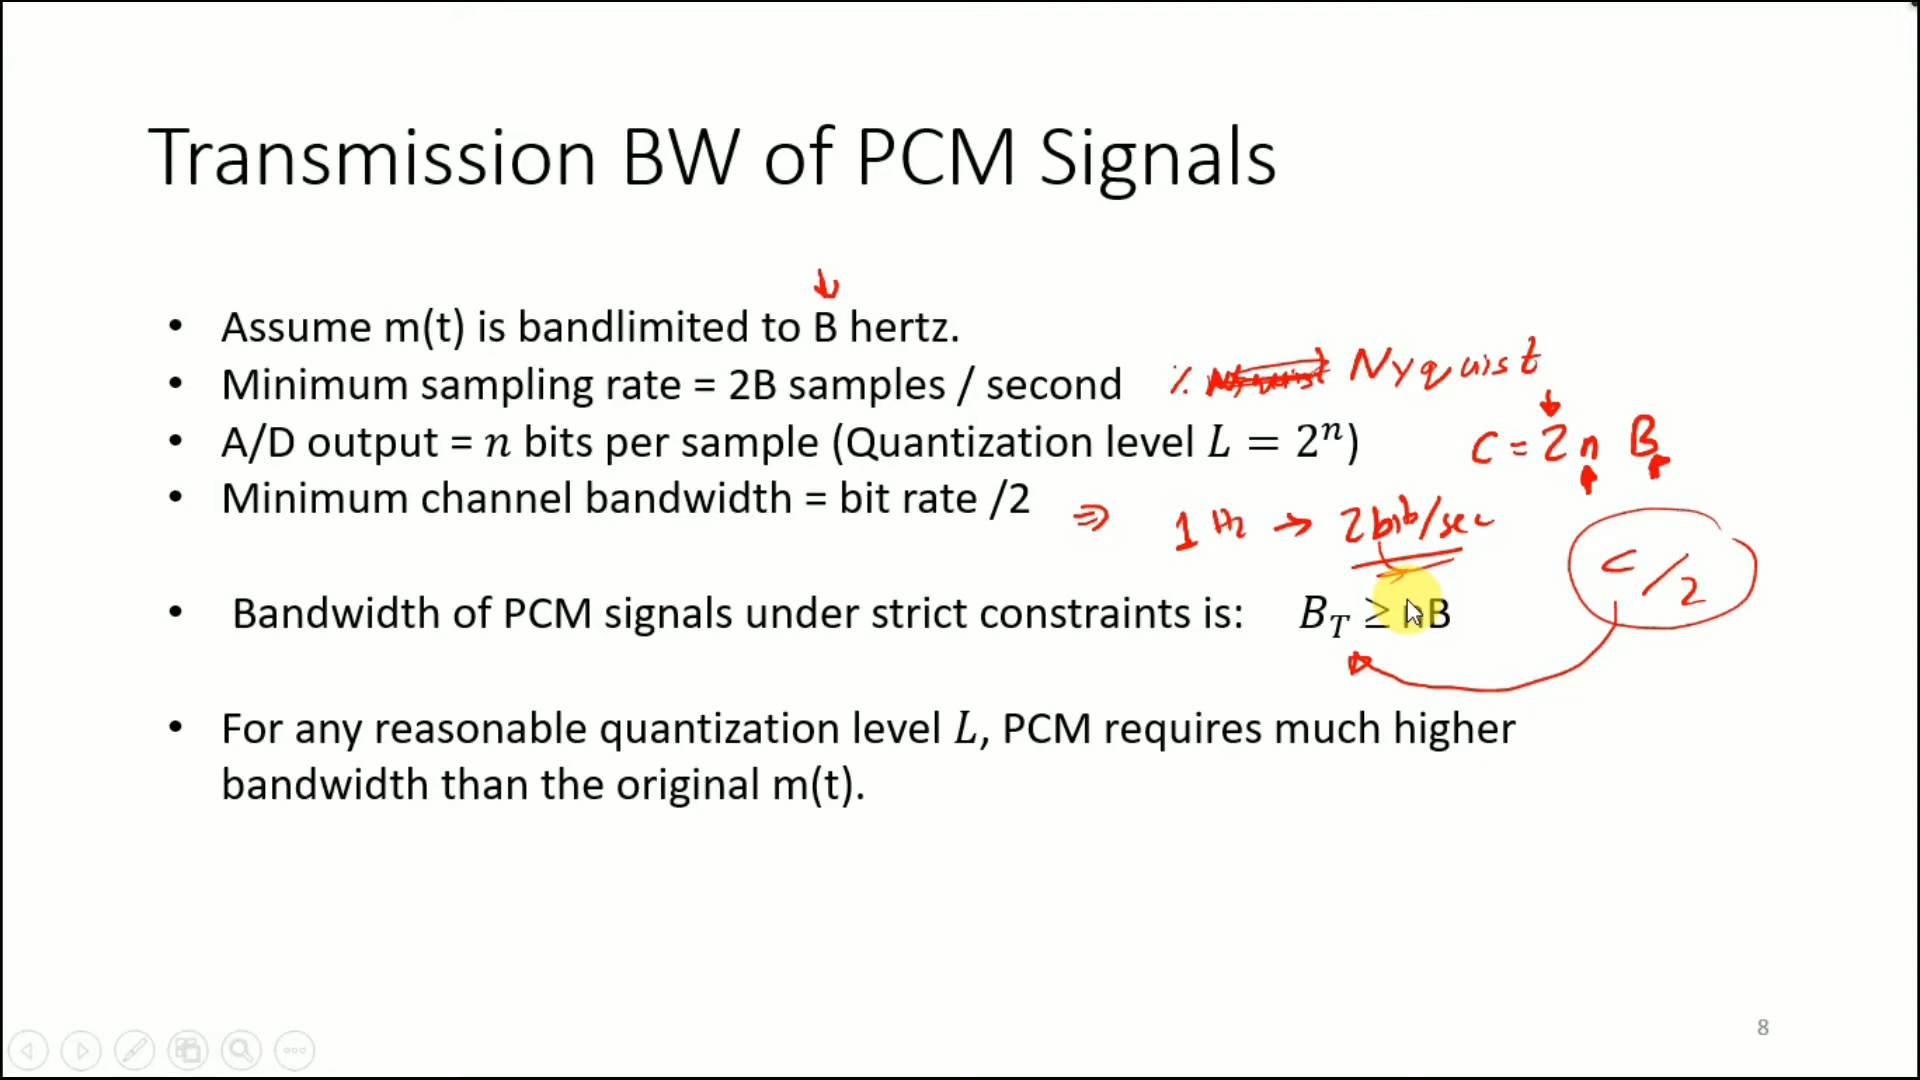 Transmission BW of PCM Signals
• Assume m(t) is bandlimited to B hertz.
• Minimum sampling rate = 2B samples / second
Nyquist
• A/D output = n bits per sample (Quantization level L = 2ⁿ)
C = 2 n B
• Minimum channel bandwidth = bit rate /2
⇒ 1 Hz → 2 bib/sec
C/2
• Bandwidth of PCM signals under strict constraints is: B_T ≥ nB
• For any reasonable quantization level L, PCM requires much higher
bandwidth than the original m(t).
8